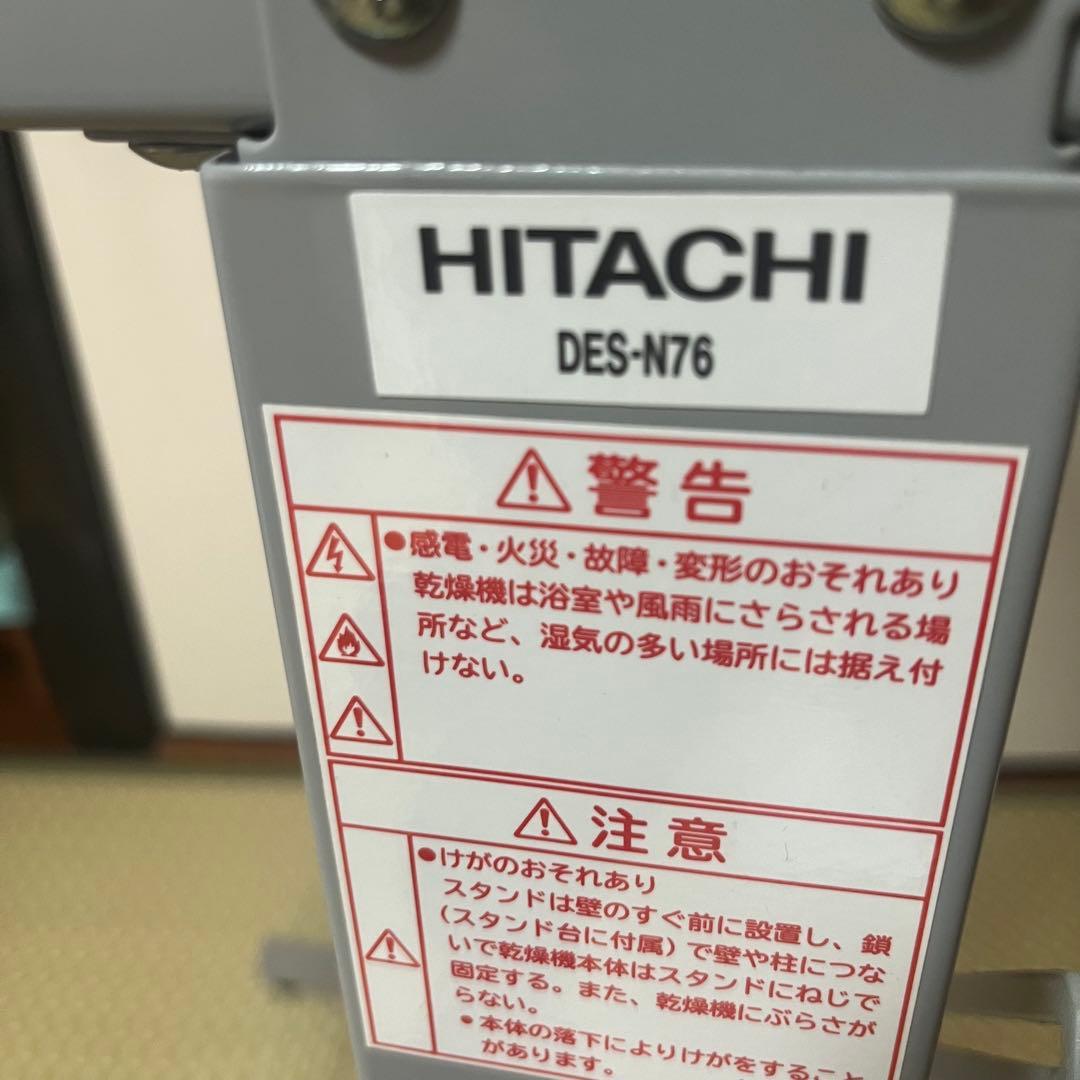 HITACHI
DES-N76
警告
●感電・火災・故障・変形のおそれあり
乾燥機は浴室や風雨にさらされる場
所など、湿気の多い場所には据え付
けない。
注意
●けがのおそれあり
スタンドは壁のすぐ前に設置し、鎖
(スタンド台に付属)で壁や柱につな
いで乾燥機本体はスタンドにねじで
固定する。また、乾燥機にぶらさが
らない。
●本体の落下によりけがをすること
があります。